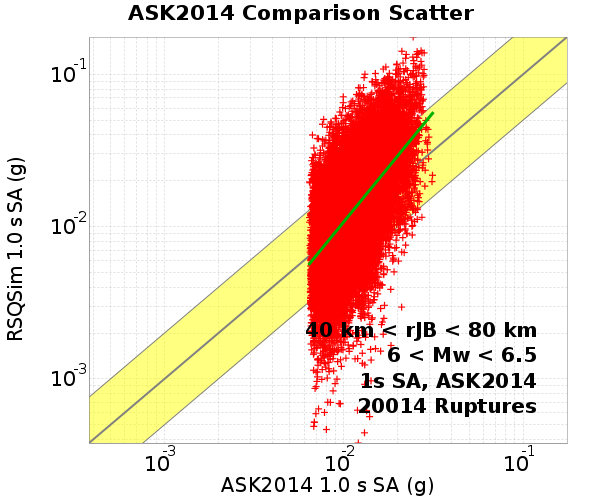 ASK2014 Comparison Scatter
RSQSim 1.0 s SA (g)
10-1
10-2
10-3
40 km < rJB < 80 km
6 < Mw < 6.5
1s SA, ASK2014
20014 Ruptures
10-3 10-2 10-1
ASK2014 1.0 s SA (g)